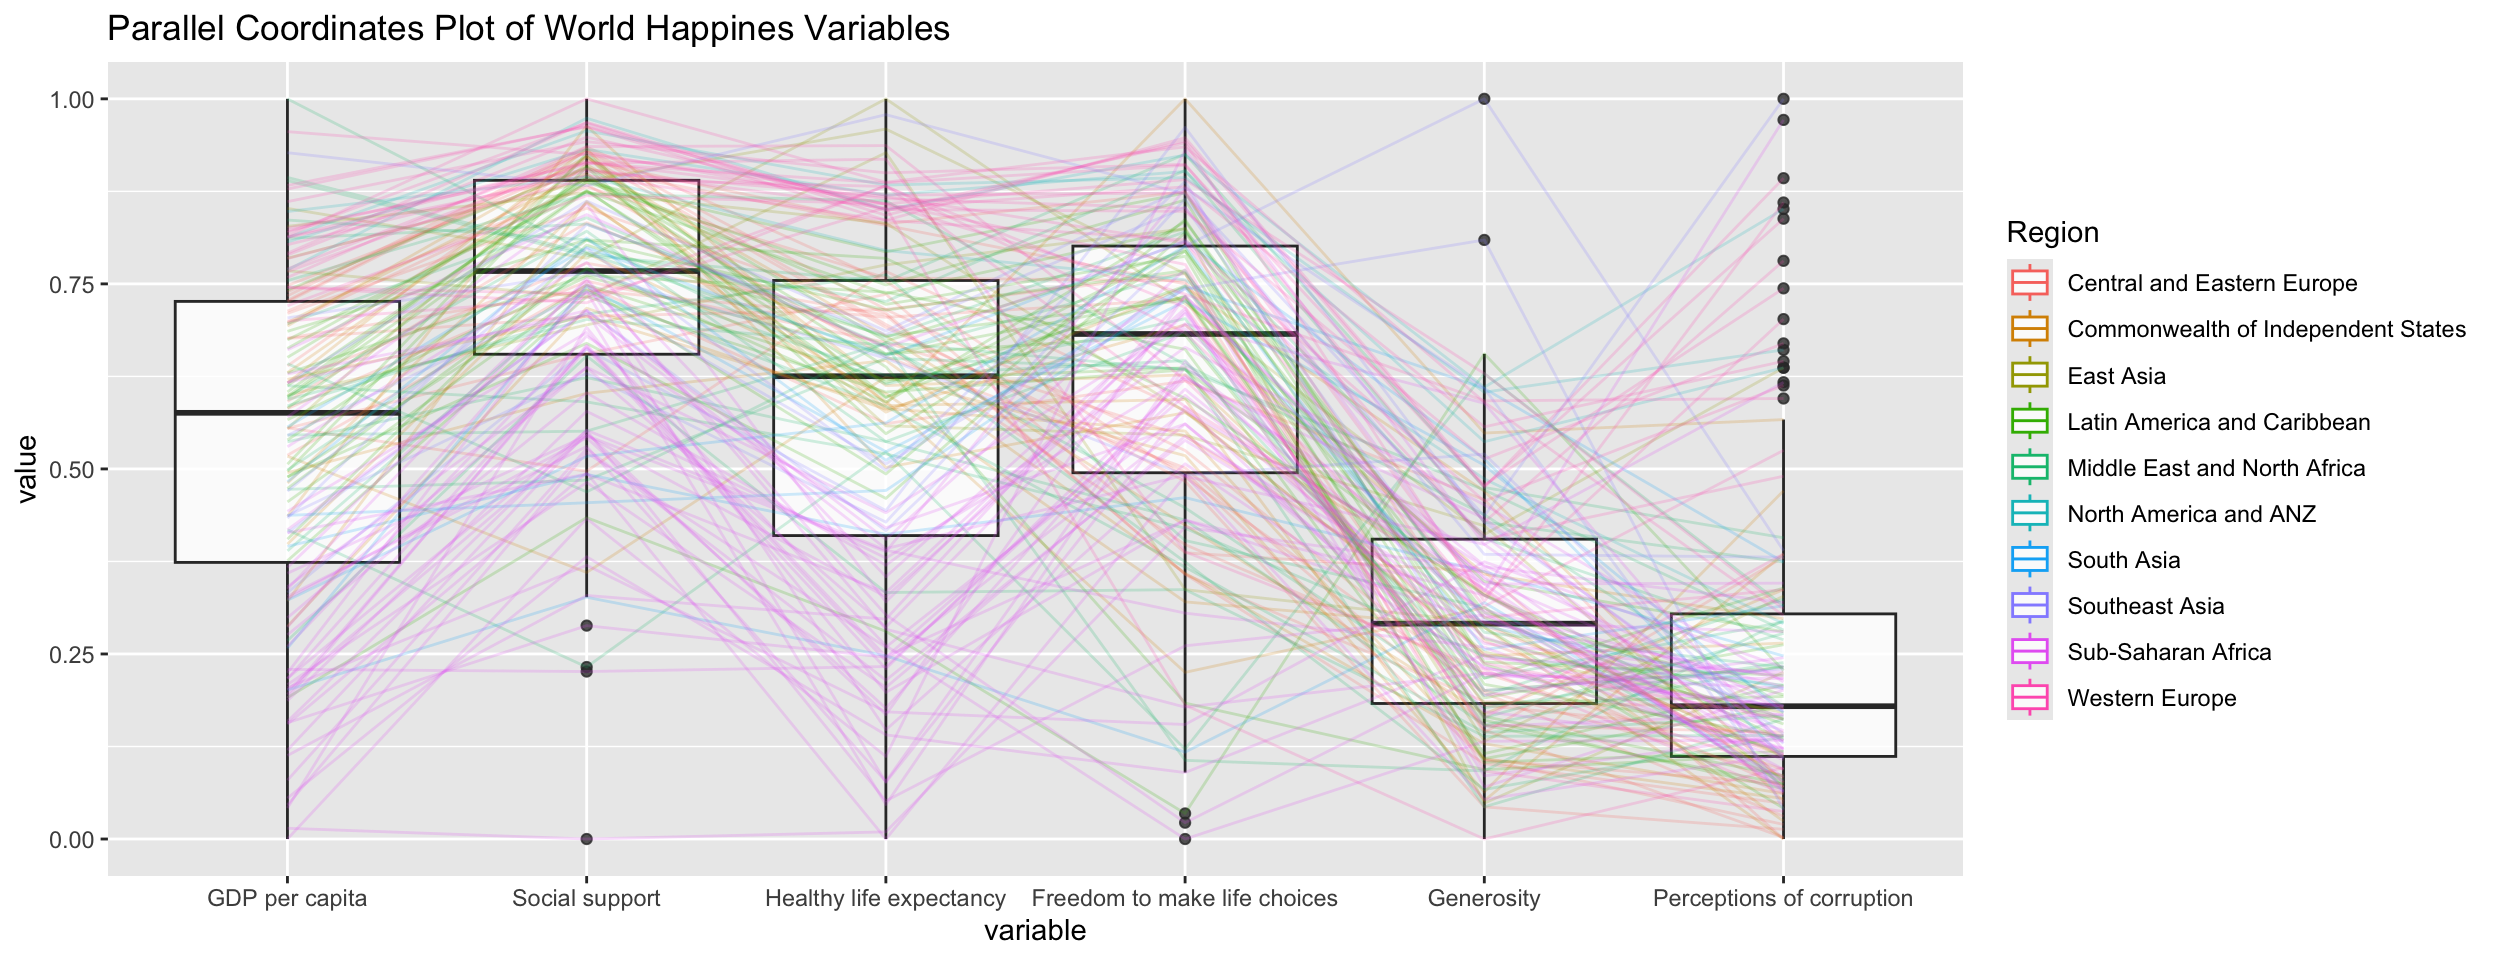 Parallel Coordinates Plot of World Happines Variables
1.00
0.75
0.50
0.25
0.00
value
GDP per capita
Social support
Healthy life expectancy
Freedom to make life choices
Generosity
Perceptions of corruption
variable
Region
Central and Eastern Europe
Commonwealth of Independent States
East Asia
Latin America and Caribbean
Middle East and North Africa
North America and ANZ
South Asia
Southeast Asia
Sub-Saharan Africa
Western Europe